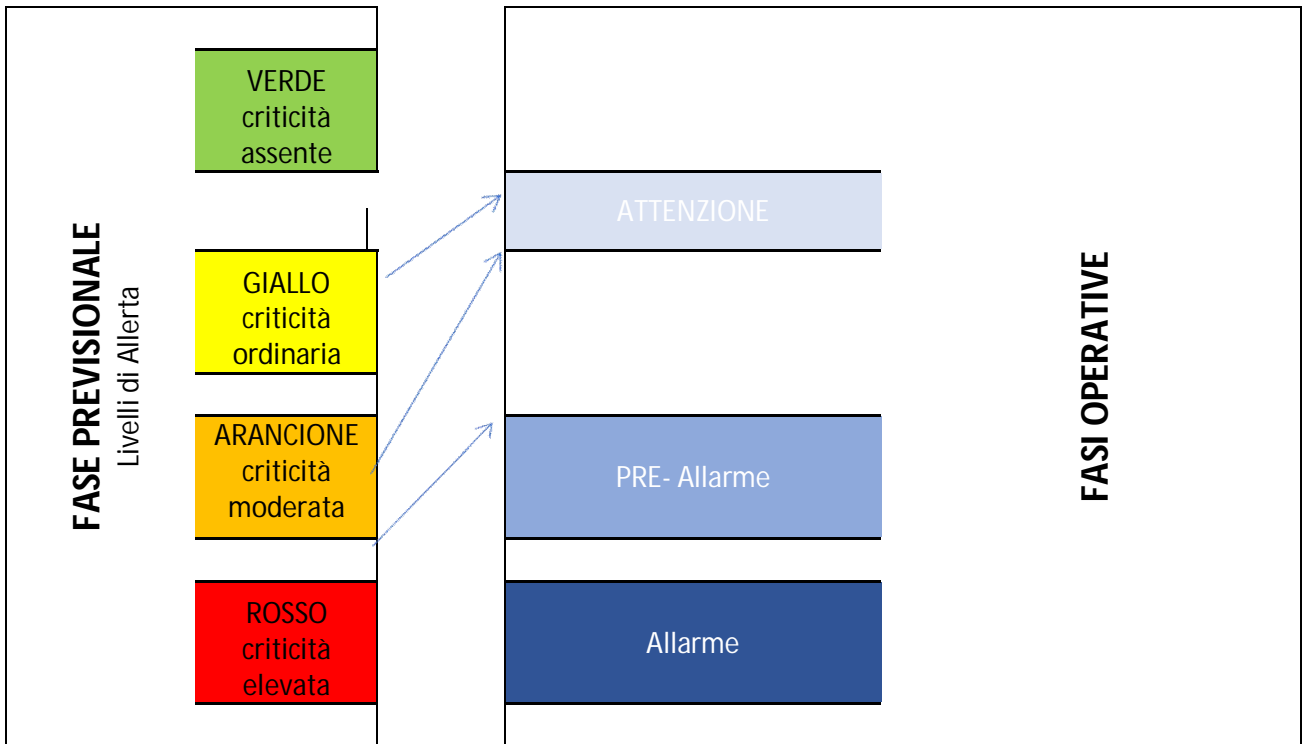 FASE PREVISIONALE
Livelli di Allerta
VERDE
criticità
assente
GIALLO
criticità
ordinaria
ARANCIONE
criticità
moderata
ROSSO
criticità
elevata
ATTENZIONE
PRE- Allarme
Allarme
FASI OPERATIVE